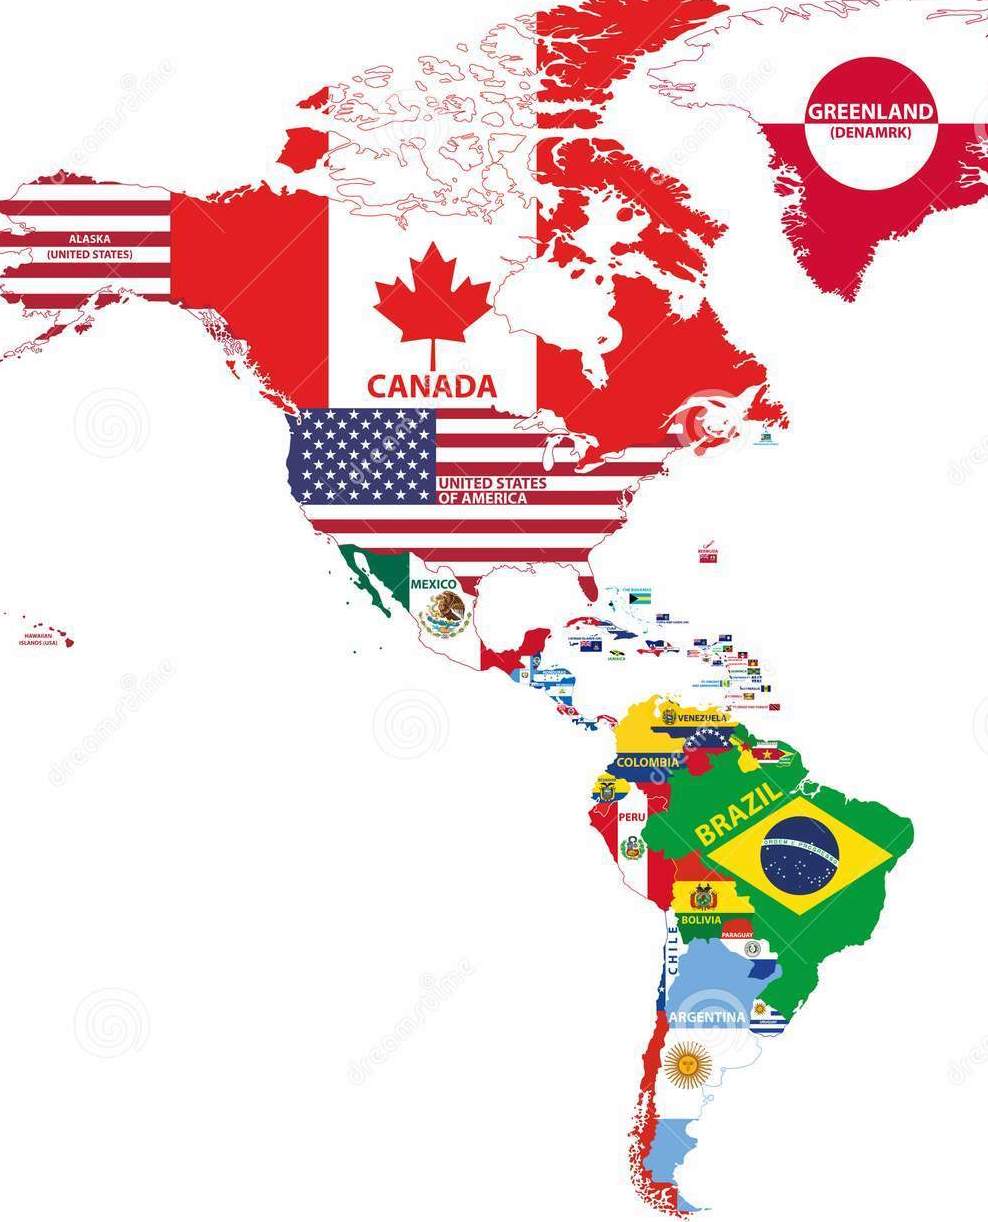 GREENLAND
(DENAMRK)
ALASKA
(UNITED STATES)
CANADA
UNITED STATES
OF AMERICA
BERMUDA
MEXICO
THE BAHAMAS
HAWAIIAN
ISLANDS (USA)
CUBA
JAMAICA
VENEZUELA
COLOMBIA
ECUADOR
BRAZIL
PERU
ORDEM E PROGRESSO
BOLIVIA
PARAGUAY
CHILE
ARGENTINA
URUGUAY
dreamstime